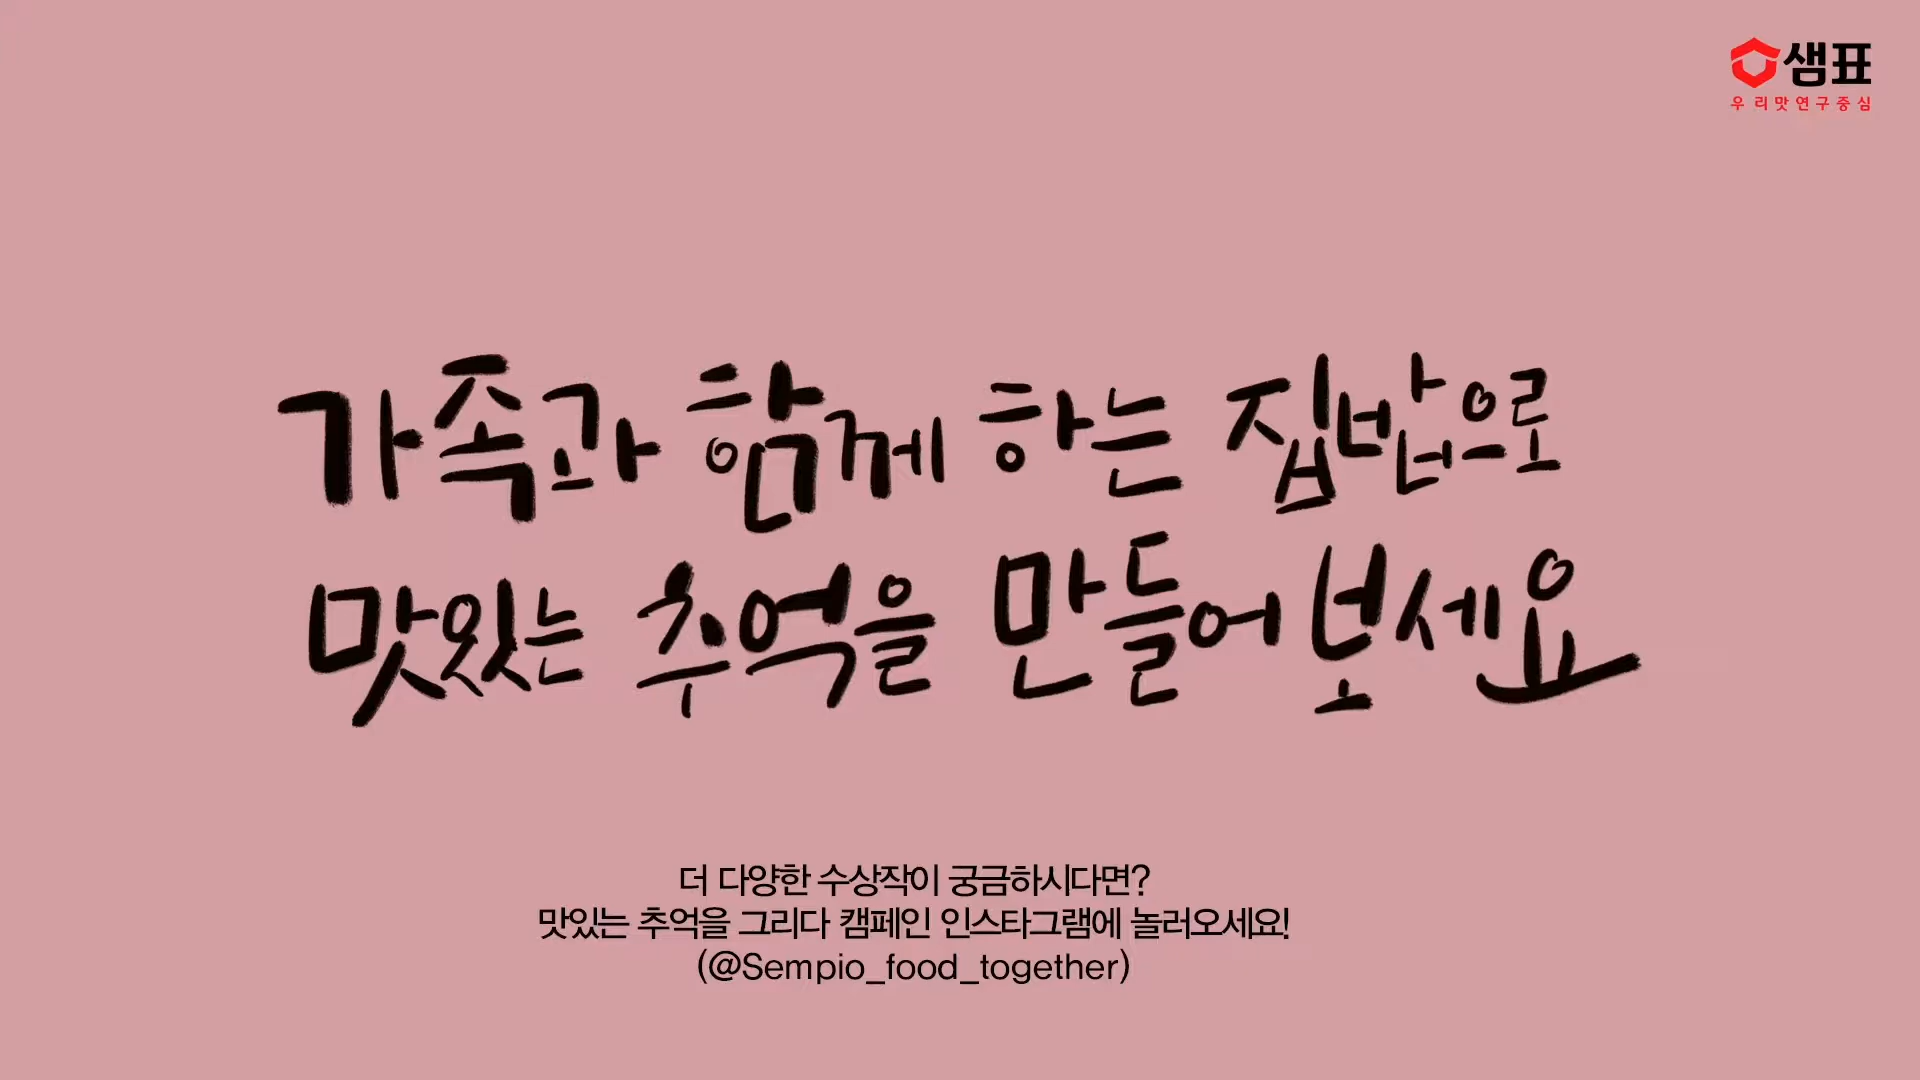 샘표
우리맛연구중심
가족과 함께 하는 집밥으로
맛있는 추억을 만들어보세요
더 다양한 수상작이 궁금하시다면?
맛있는 추억을 그리다 캠페인 인스타그램에 놀러오세요!
(@Sempio_food_together)